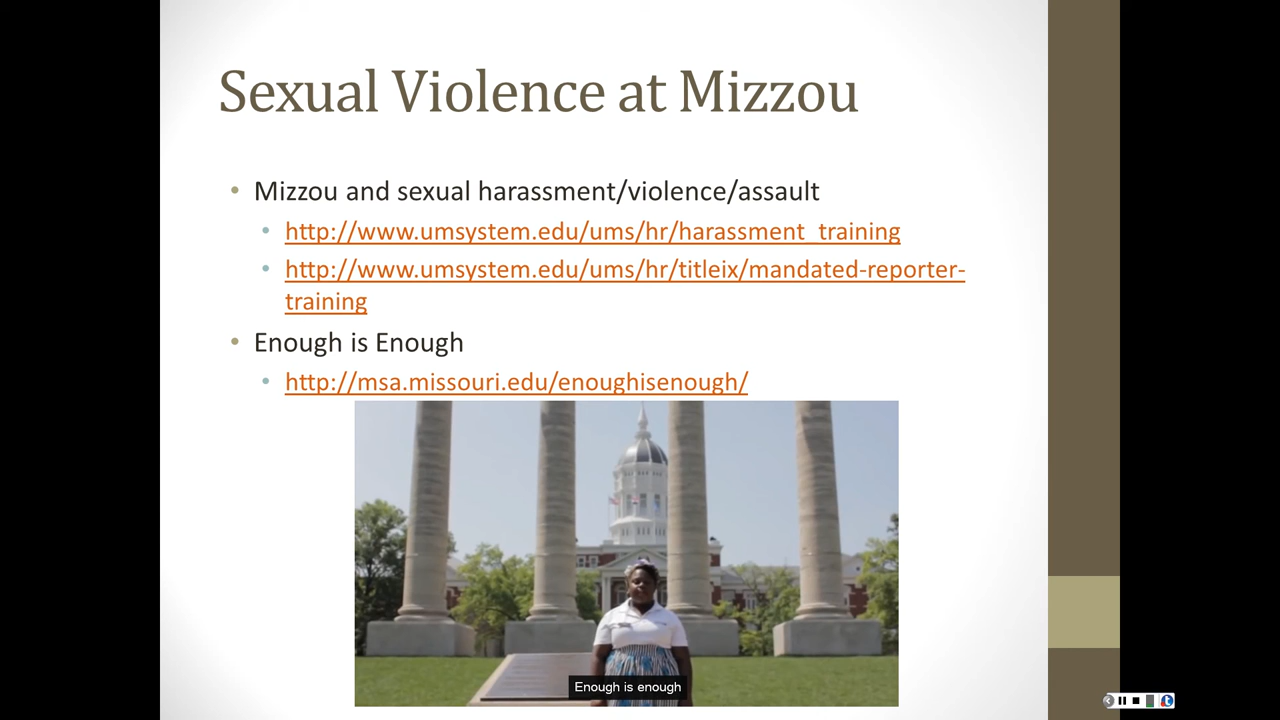 Sexual Violence at Mizzou
• Mizzou and sexual harassment/violence/assault
• http://www.umsystem.edu/ums/hr/harassment_training
• http://www.umsystem.edu/ums/hr/titleix/mandated-reporter-
training
• Enough is Enough
• http://msa.missouri.edu/enoughisenough/
Enough is enough